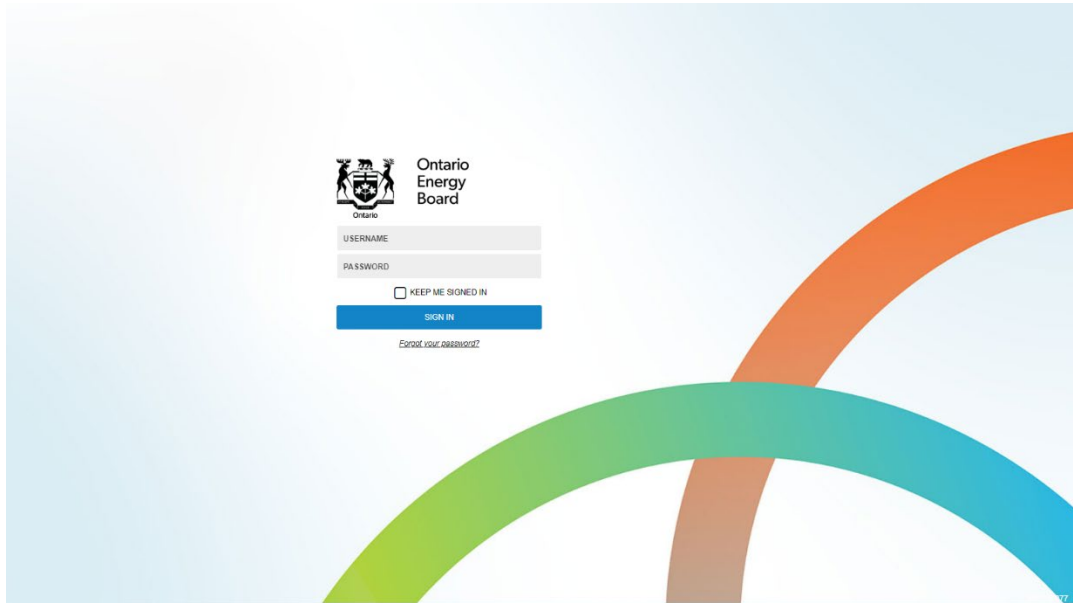 Ontario
Energy
Board
Ontario
USERNAME
PASSWORD
KEEP ME SIGNED IN
SIGN IN
Forgot your password?